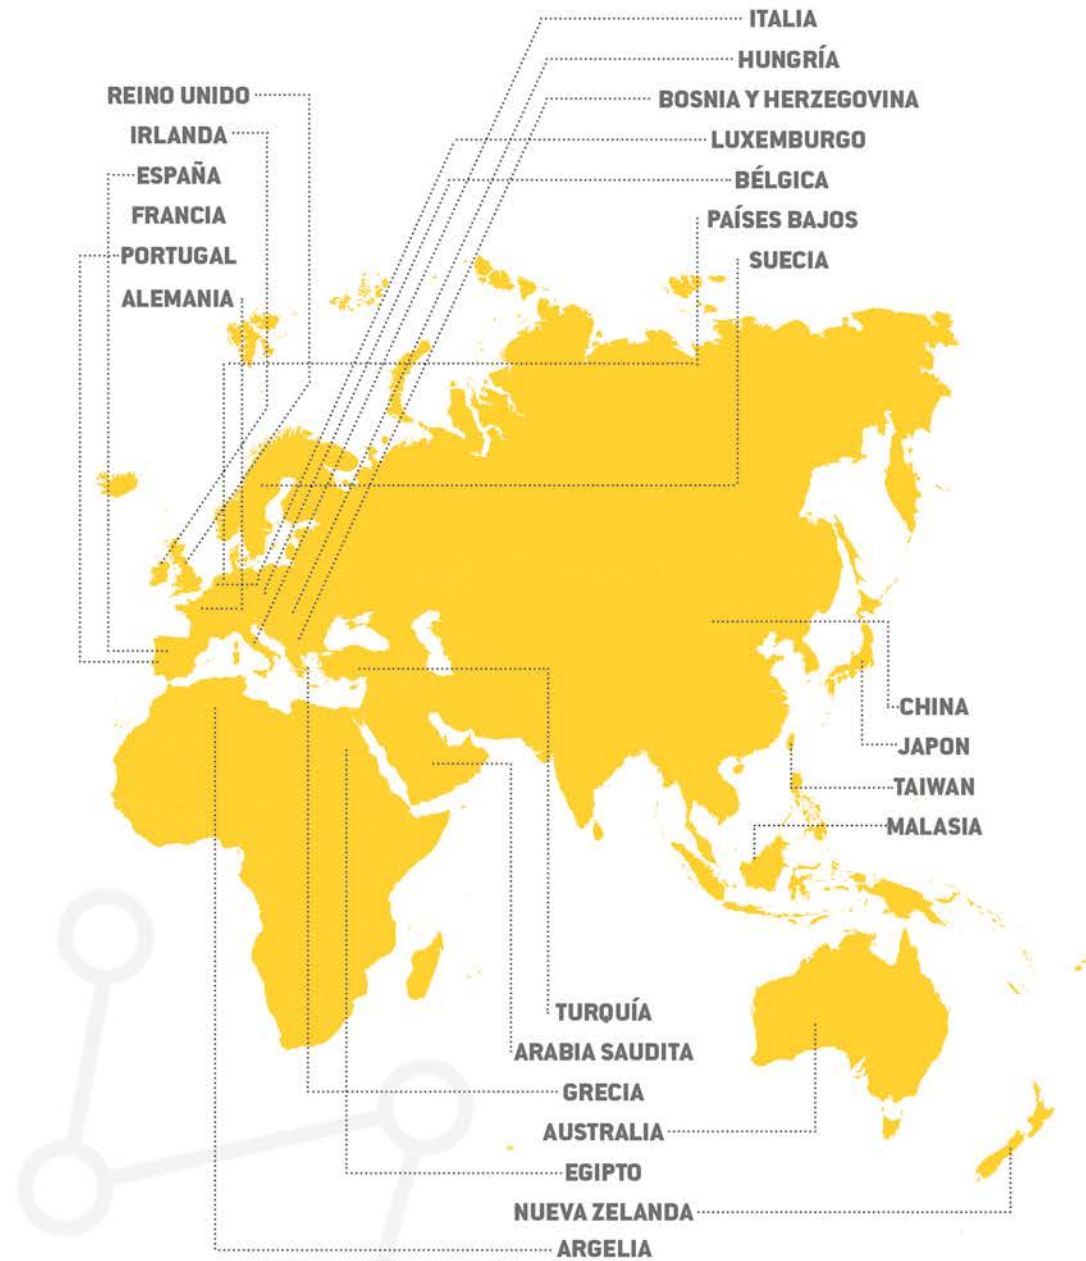 ITALIA
HUNGRÍA
BOSNIA Y HERZEGOVINA
LUXEMBURGO
BÉLGICA
PAÍSES BAJOS
SUECIA
REINO UNIDO
IRLANDA
ESPAÑA
FRANCIA
PORTUGAL
ALEMANIA
CHINA
JAPON
TAIWAN
MALASIA
TURQUÍA
ARABIA SAUDITA
GRECIA
AUSTRALIA
EGIPTO
NUEVA ZELANDA
ARGELIA